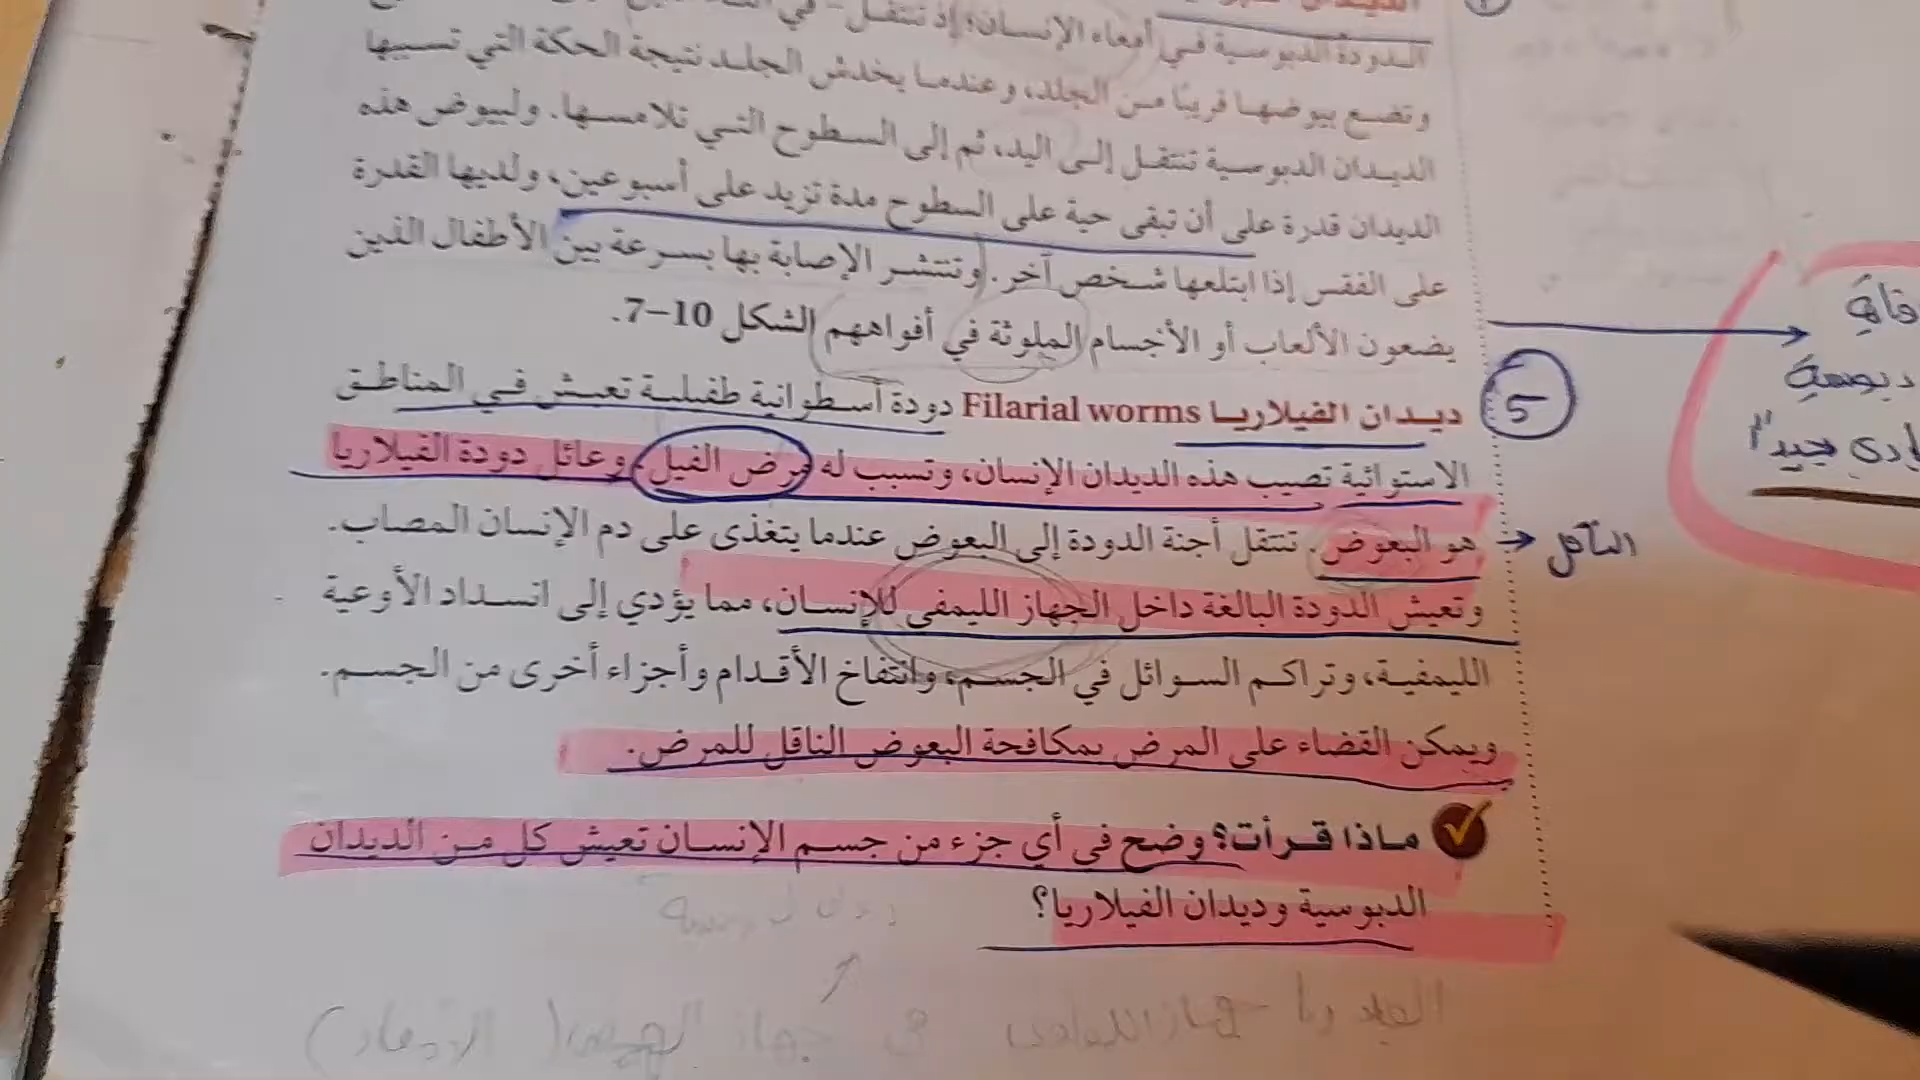 الدودة الدبوسية في أمعاء الإنسان؛ إذ تنتقل - في
وتضع بيوضها قريبًا من الجلد، وعندما يخدش الجلد نتيجة الحكة التي تسببها
الديدان الدبوسية تنتقل إلى اليد، ثم إلى السطوح التي تلامسها. ولبيوض هذه
الديدان قدرة على أن تبقى حية على السطوح مدة تزيد على أسبوعين، ولديها القدرة
على الفقس إذا ابتلعها شخص آخر. وتنتشر الإصابة بها بسرعة بين الأطفال الذين
يضعون الألعاب أو الأجسام الملوثة في أفواههم الشكل 10–7.
5
ديدان الفيلاريا Filarial worms دودة أسطوانية طفيلية تعيش في المناطق
الاستوائية تصيب هذه الديدان الإنسان، وتسبب له مرض الفيل، وعائل دودة الفيلاريا
هو البعوض. تنتقل أجنة الدودة إلى البعوض عندما يتغذى على دم الإنسان المصاب.
الناقل
وتعيش الدودة البالغة داخل الجهاز الليمفي للإنسان، مما يؤدي إلى انسداد الأوعية
الليمفية، وتراكم السوائل في الجسم، وانتفاخ الأقدام وأجزاء أخرى من الجسم.
ويمكن القضاء على المرض بمكافحة البعوض الناقل للمرض.
ماذا قرأت؟ وضح في أي جزء من جسم الإنسان تعيش كل من الديدان
الدبوسية وديدان الفيلاريا؟